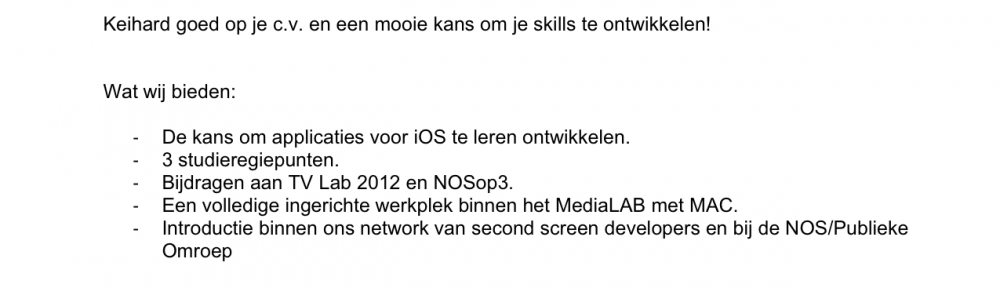 Keihard goed op je c.v. en een mooie kans om je skills te ontwikkelen!
Wat wij bieden:
- De kans om applicaties voor iOS te leren ontwikkelen.
- 3 studieregiepunten.
- Bijdragen aan TV Lab 2012 en NOSop3.
- Een volledige ingerichte werkplek binnen het MediaLAB met MAC.
- Introductie binnen ons network van second screen developers en bij de NOS/Publieke
Omroep